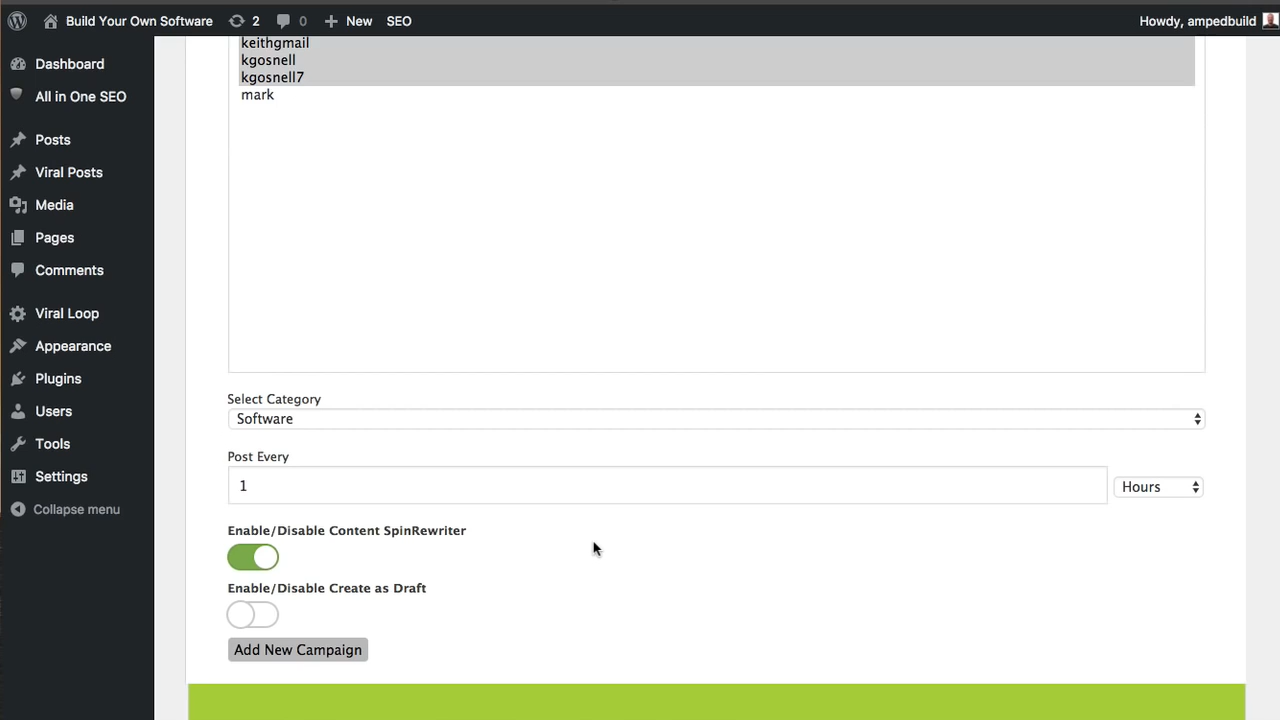 Build Your Own Software 2 0 New SEO Howdy, ampedbuild
Dashboard
All in One SEO
Posts
Viral Posts
Media
Pages
Comments
Viral Loop
Appearance
Plugins
Users
Tools
Settings
Collapse menu
keithgmail
kgosnell
kgosnell7
mark
Select Category
Software
Post Every
1 Hours
Enable/Disable Content SpinRewriter
Enable/Disable Create as Draft
Add New Campaign